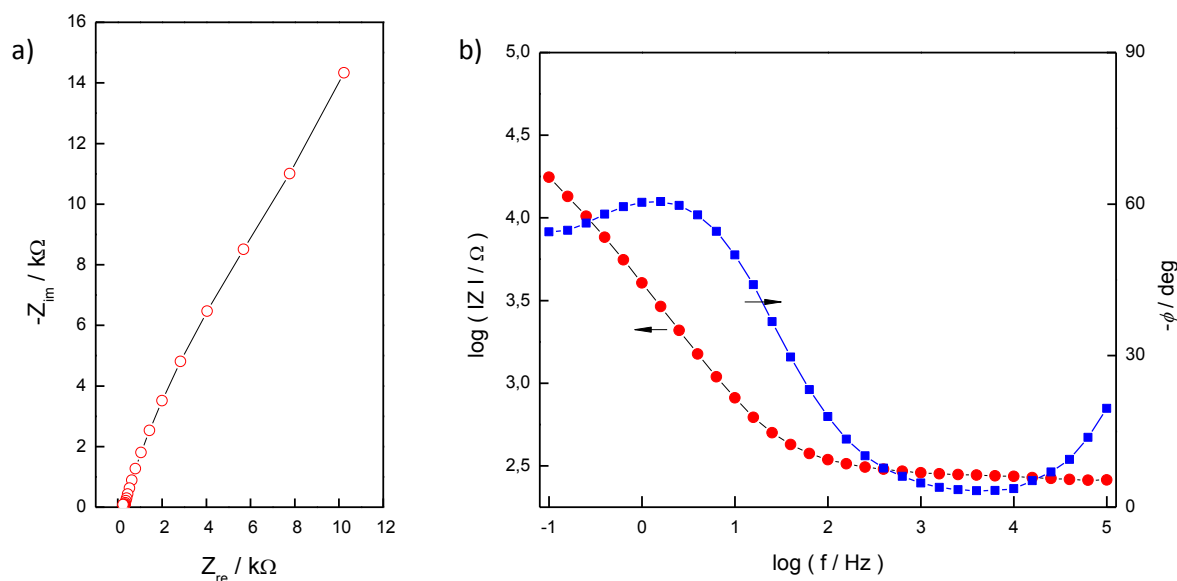 a)
16
14
12
10
8
6
4
2
0
0 2 4 6 8 10 12
-Z_im / kΩ
Z_re / kΩ
b)
5,0
4,5
4,0
3,5
3,0
2,5
log ( IZ I / Ω )
-1 0 1 2 3 4 5
log ( f / Hz )
90
60
30
0
-ϕ / deg